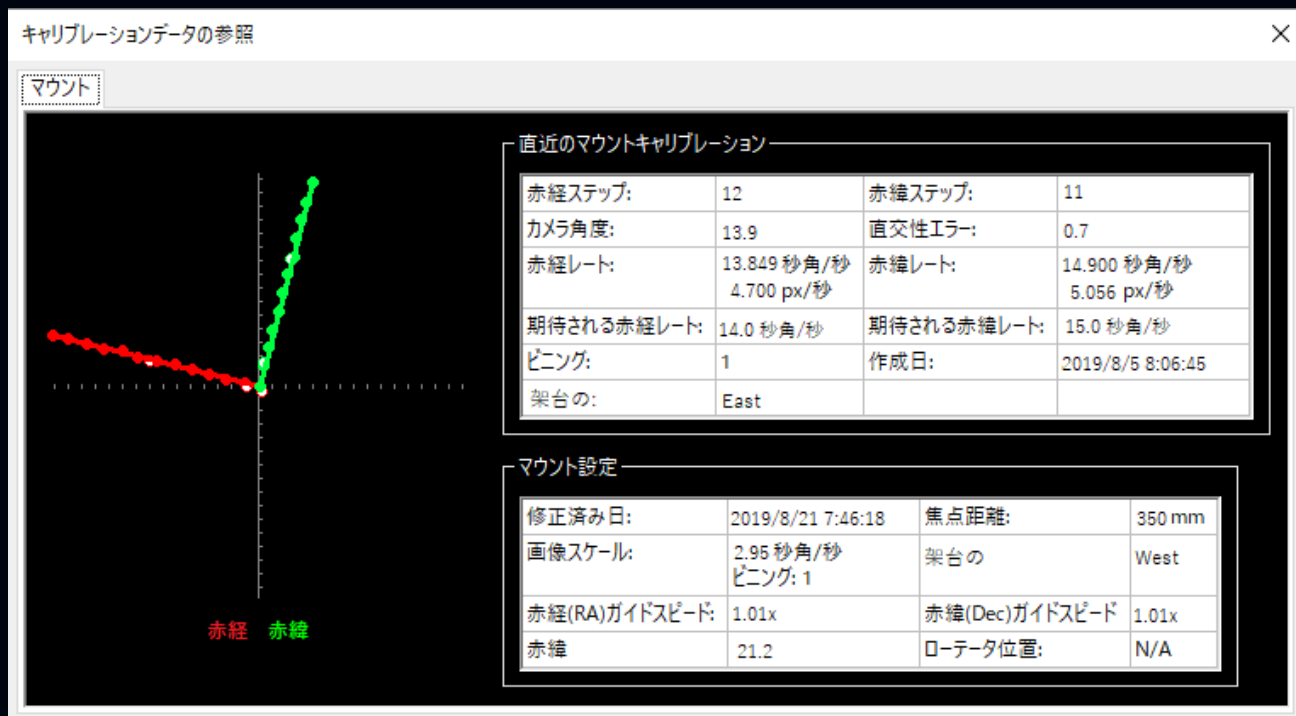 キャリブレーションデータの参照
マウント
直近のマウントキャリブレーション
赤経ステップ: 12 赤緯ステップ: 11
カメラ角度: 13.9 直交性エラー: 0.7
赤経レート: 13.849 秒角/秒 赤緯レート: 14.900 秒角/秒
4.700 px/秒 5.056 px/秒
期待される赤経レート: 14.0 秒角/秒 期待される赤緯レート: 15.0 秒角/秒
ビニング: 1 作成日: 2019/8/5 8:06:45
架台の: East
マウント設定
修正済み日: 2019/8/21 7:46:18 焦点距離: 350 mm
画像スケール: 2.95 秒角/秒 架台の West
ビニング: 1
赤経(RA)ガイドスピード: 1.01x 赤緯(Dec)ガイドスピード 1.01x
赤緯 21.2 ローテータ位置: N/A
赤経 赤緯